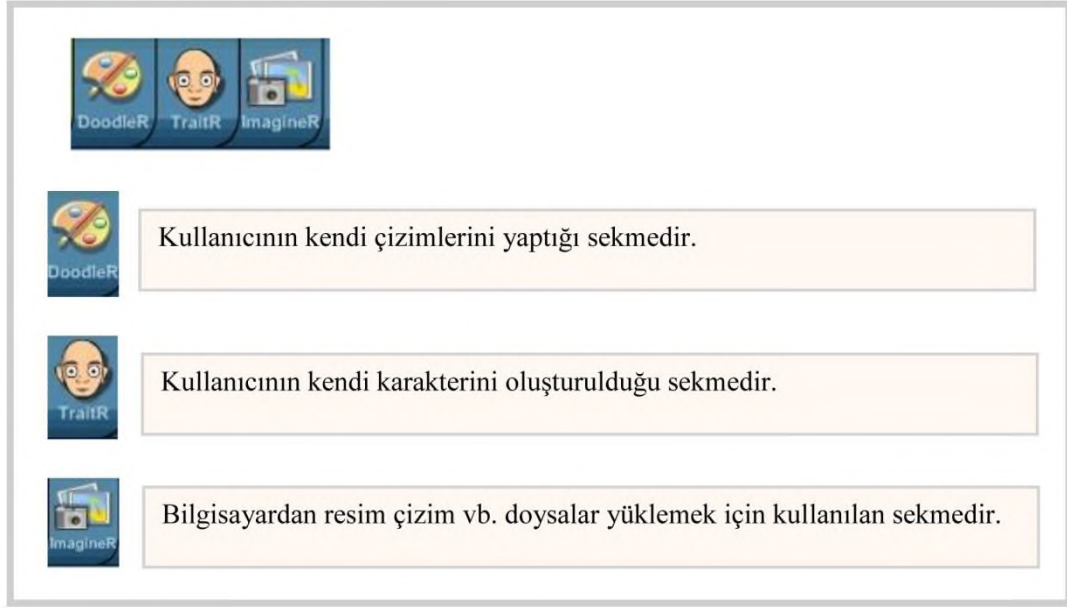 DoodleR TraitR ImagineR
DoodleR
Kullanıcının kendi çizimlerini yaptığı sekmedir.
TraitR
Kullanıcının kendi karakterini oluşturulduğu sekmedir.
ImagineR
Bilgisayardan resim çizim vb. doysalar yüklemek için kullanılan sekmedir.